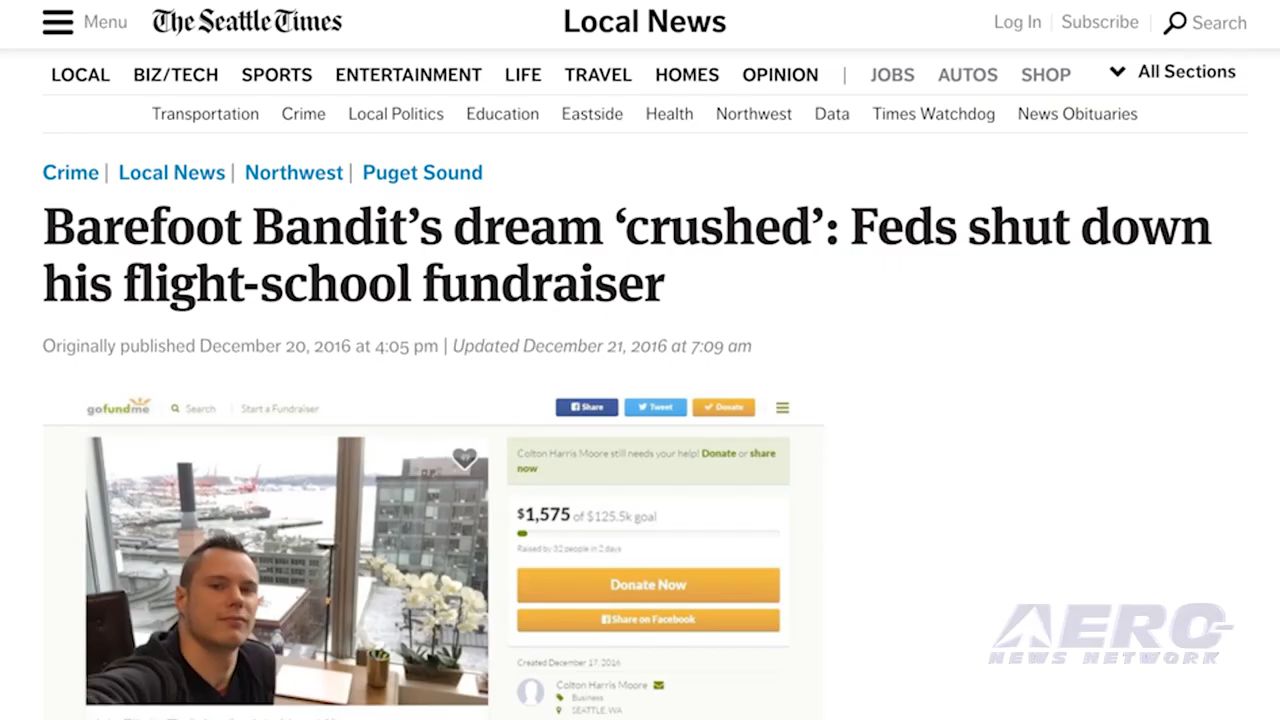 Menu The Seattle Times Local News Log In Subscribe Search
LOCAL BIZ/TECH SPORTS ENTERTAINMENT LIFE TRAVEL HOMES OPINION | JOBS AUTOS SHOP All Sections
Transportation Crime Local Politics Education Eastside Health Northwest Data Times Watchdog News Obituaries
Crime | Local News | Northwest | Puget Sound
Barefoot Bandit’s dream ‘crushed’: Feds shut down
his flight-school fundraiser
Originally published December 20, 2016 at 4:05 pm | Updated December 21, 2016 at 7:09 am
gofundme Search Start a Fundraiser Share Tweet Donate
Colton Harris Moore still needs your help! Donate or share
now
$1,575 of $125.5k goal
Raised by 32 people in 2 days
Donate Now
Share on Facebook
Created December 17, 2016
Colton Harris Moore
Business
SEATTLE, WA
AERO
NEWS NETWORK